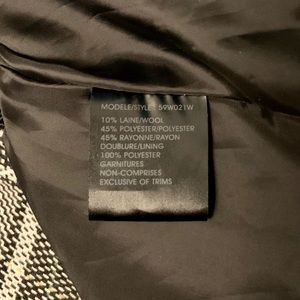 MODELE/STYLE: 59W021W
10% LAINE/WOOL
45% POLYESTER/POLYESTER
45% RAYONNE/RAYON
DOUBLURE/LINING
100% POLYESTER
GARNITURES
NON-COMPRISES
EXCLUSIVE OF TRIMS